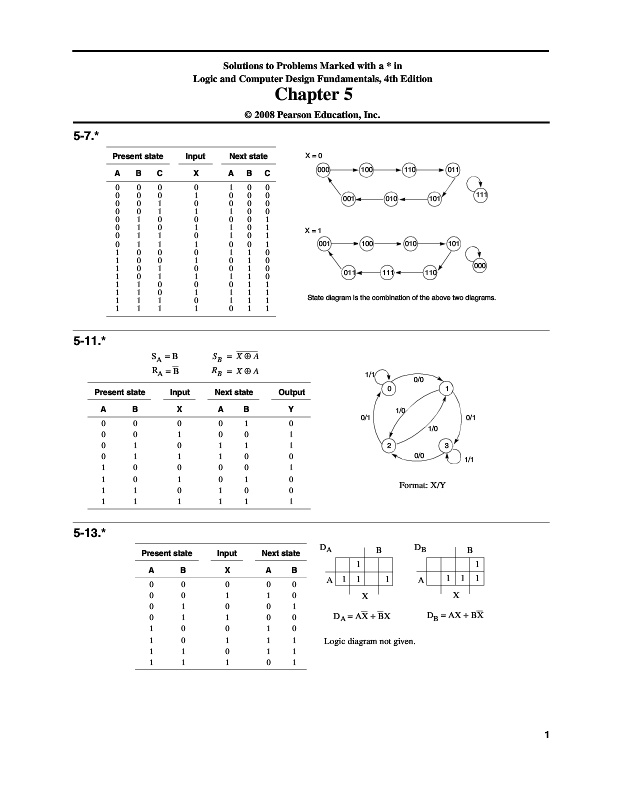 Solutions to Problems Marked with a * in
Logic and Computer Design Fundamentals, 4th Edition
Chapter 5
© 2008 Pearson Education, Inc.
5-7.*
Present state Input Next state
A B C X A B C
0 0 0 0 1 0 0
0 0 0 1 0 0 0
0 0 1 0 0 0 0
0 0 1 1 1 0 0
0 1 0 0 0 0 1
0 1 0 1 1 0 1
0 1 1 0 1 0 1
0 1 1 1 0 0 1
1 0 0 0 1 1 0
1 0 0 1 0 1 0
1 0 1 0 0 1 0
1 0 1 1 1 1 0
1 1 0 0 0 1 1
1 1 0 1 1 1 1
1 1 1 0 1 1 1
1 1 1 1 0 1 1
X = 0
000 100 110 011
001 010 101 111
X = 1
001 100 010 101
011 111 110 000
State diagram is the combination of the above two diagrams.
5-11.*
S_A = B S_B = \overline{X ⊕ A}
R_A = B̅ R_B = X ⊕ A
Present state Input Next state Output
A B X A B Y
0 0 0 0 1 0
0 0 1 0 0 1
0 1 0 1 1 1
0 1 1 1 0 0
1 0 0 0 0 1
1 0 1 0 1 0
1 1 0 1 0 0
1 1 1 1 1 1
1/1 0/0
0 1
0/1 1/0 1/0 0/1
2 3
0/0 1/1
Format: X/Y
5-13.*
Present state Input Next state
A B X A B
0 0 0 0 0
0 0 1 1 0
0 1 0 0 1
0 1 1 0 0
1 0 0 1 0
1 0 1 1 1
1 1 0 1 1
1 1 1 0 1
D_A B
1
A 1 1 1
X
D_A = AX̅ + B̅X
D_B B
1
A 1 1 1
X
D_B = AX + BX̅
Logic diagram not given.
1